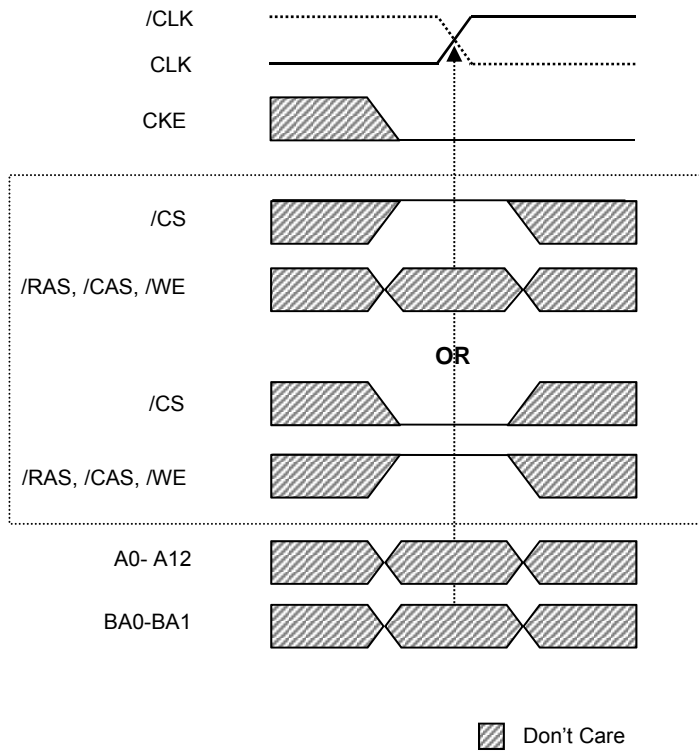 /CLK
CLK
CKE
/CS
/RAS, /CAS, /WE
OR
/CS
/RAS, /CAS, /WE
A0- A12
BA0-BA1
Don't Care